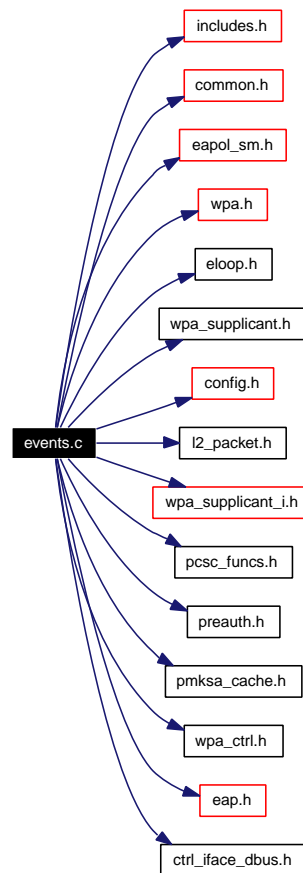 includes.h
common.h
eapol_sm.h
wpa.h
eloop.h
wpa_supplicant.h
config.h
events.c
l2_packet.h
wpa_supplicant_i.h
pcsc_funcs.h
preauth.h
pmksa_cache.h
wpa_ctrl.h
eap.h
ctrl_iface_dbus.h